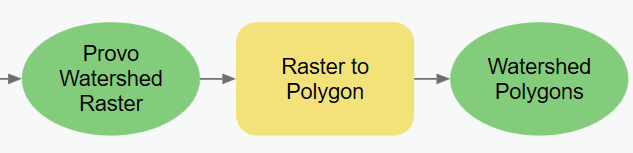 Provo
Watershed
Raster
Raster to
Polygon
Watershed
Polygons